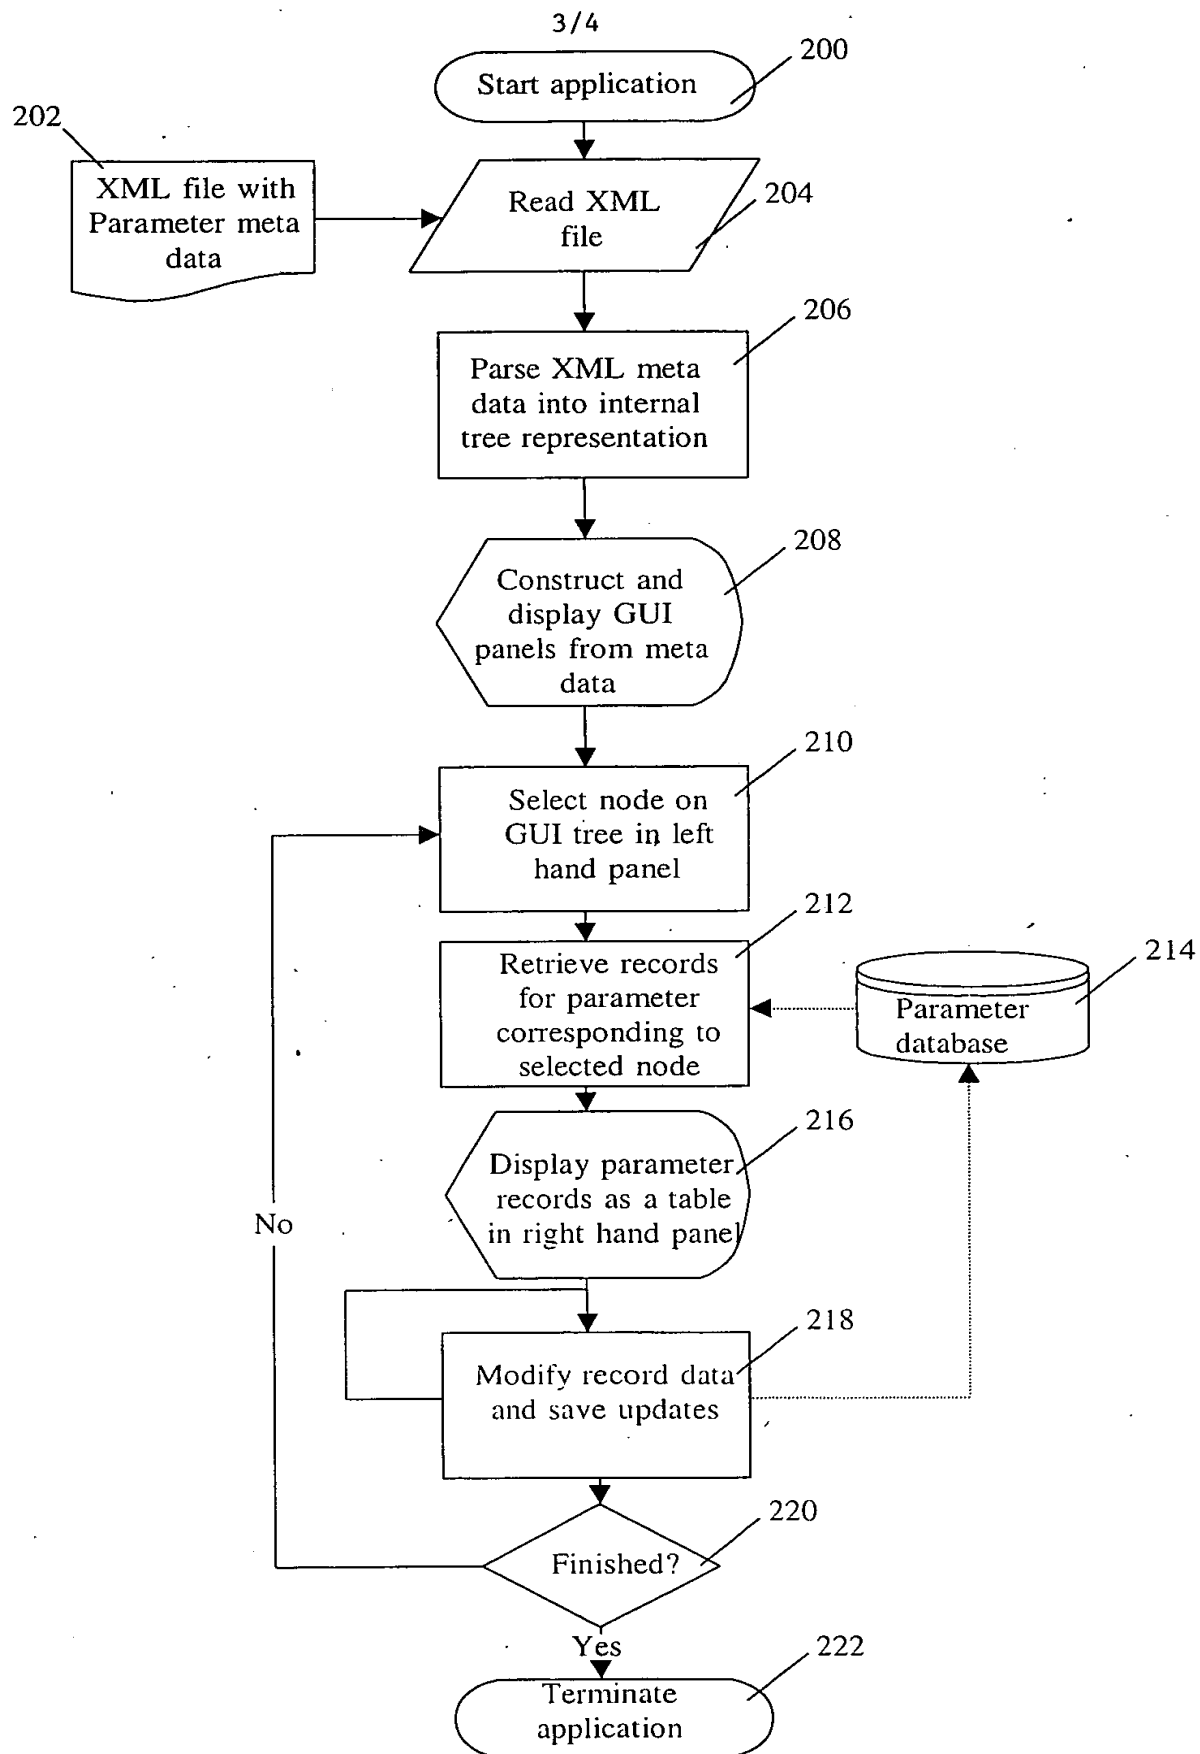 3/4
Start application
200
202
XML file with
Parameter meta
data
Read XML
file
204
206
Parse XML meta
data into internal
tree representation
208
Construct and
display GUI
panels from meta
data
210
Select node on
GUI tree in left
hand panel
212
Retrieve records
for parameter
corresponding to
selected node
214
Parameter
database
216
Display parameter
records as a table
in right hand panel
No
218
Modify record data
and save updates
220
Finished?
Yes
222
Terminate
application